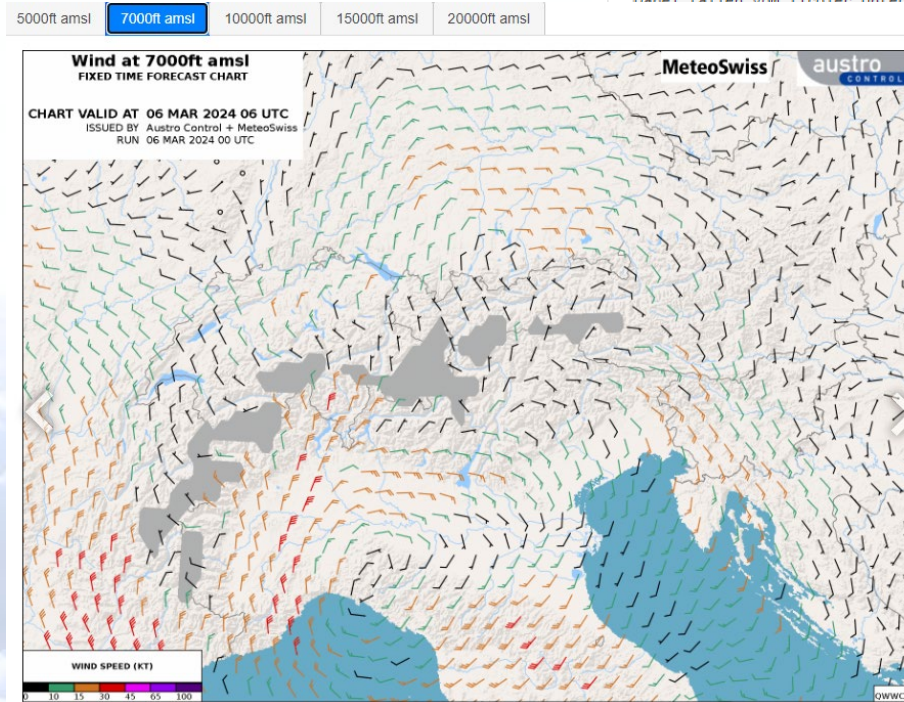 5000ft amsl 7000ft amsl 10000ft amsl 15000ft amsl 20000ft amsl
Wind at 7000ft amsl
FIXED TIME FORECAST CHART
CHART VALID AT 06 MAR 2024 06 UTC
ISSUED BY Austro Control + MeteoSwiss
RUN 06 MAR 2024 00 UTC
MeteoSwiss
austro
CONTROL
WIND SPEED (KT)
0 10 15 30 45 65 100
QWWC